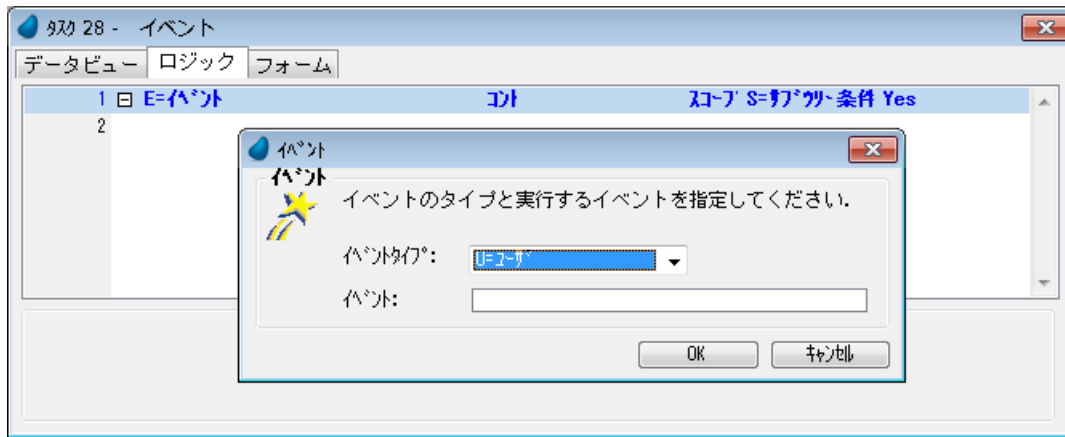 ﾀｽｸ 28 - イベント
データビュー ロジック フォーム
1 E=ｲﾍﾞﾝﾄ ｺﾝﾄ ｽｺｰﾌﾟ S=ｻﾌﾞﾂﾘｰ 条件 Yes
2
ｲﾍﾞﾝﾄ
ｲﾍﾞﾝﾄ
イベントのタイプと実行するイベントを指定してください.
ｲﾍﾞﾝﾄﾀｲﾌﾟ: U=ﾕｰｻﾞ
ｲﾍﾞﾝﾄ:
OK ｷｬﾝｾﾙ